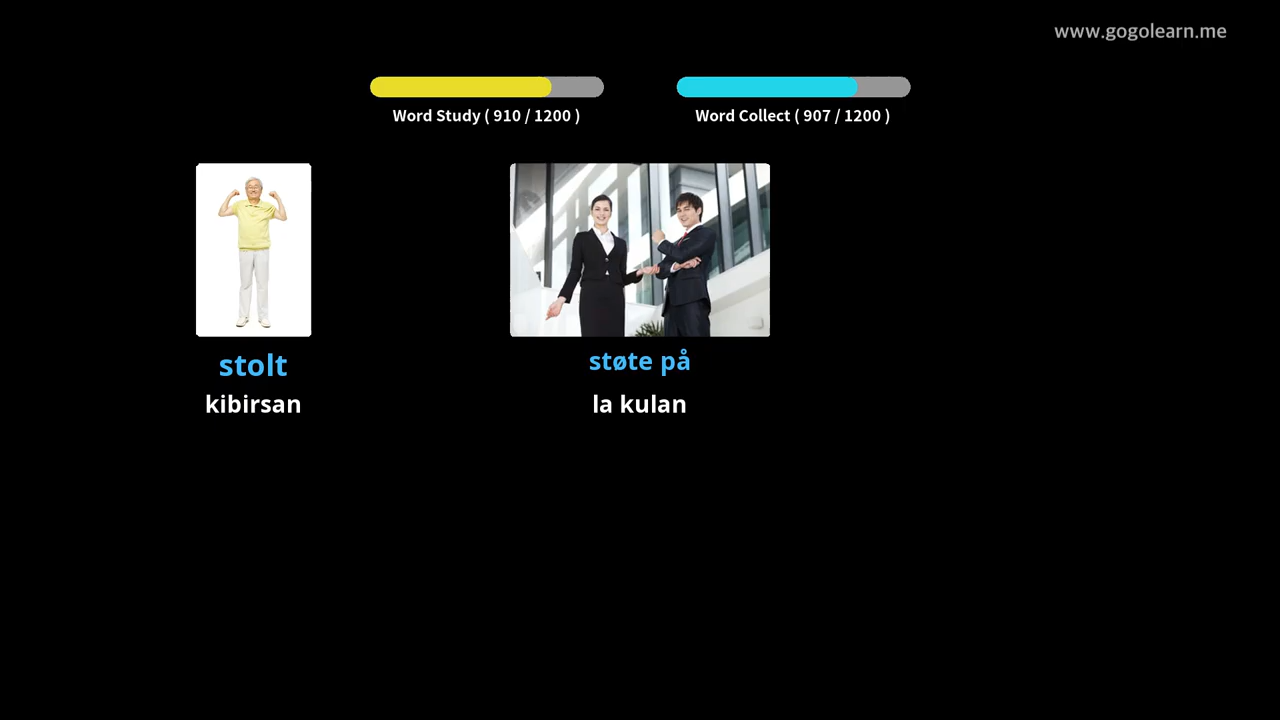 www.gogolearn.me
Word Study ( 910 / 1200 )
Word Collect ( 907 / 1200 )
stolt
støte på
kibirsan
la kulan